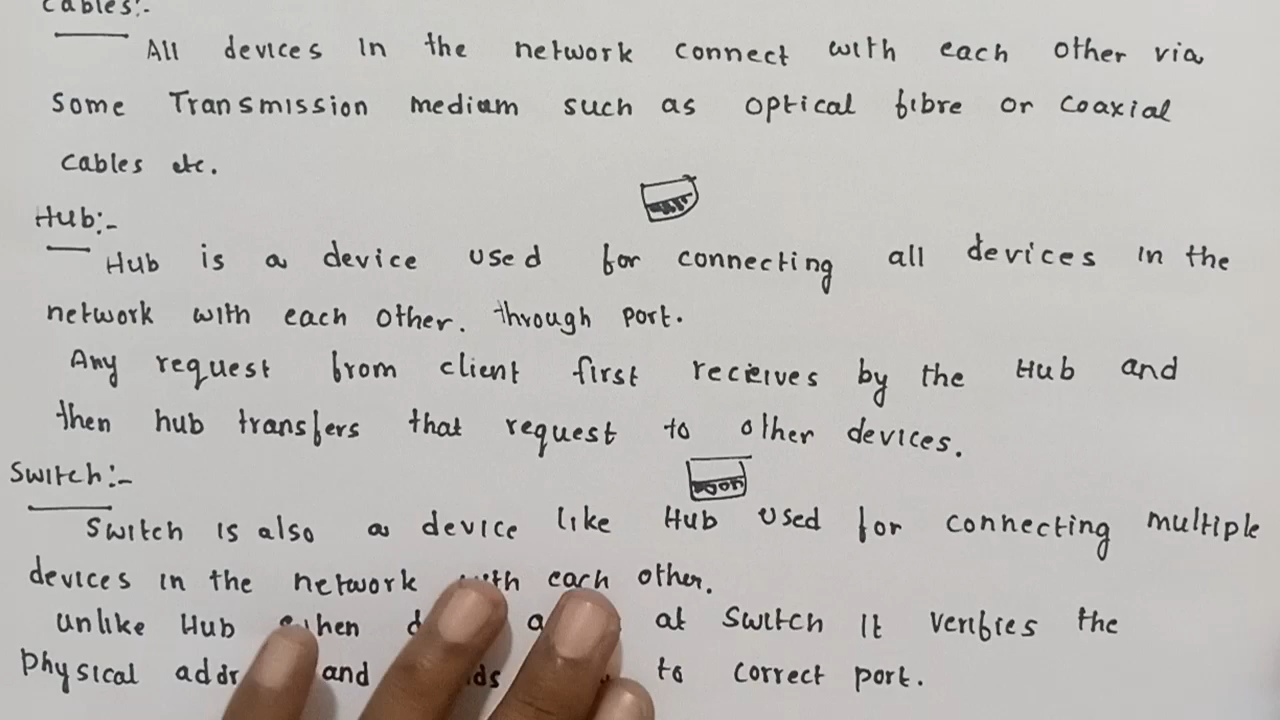 Cables:-
All devices in the network connect with each other via
some Transmission medium such as optical fibre or coaxial
cables etc.
Hub:-
Hub is a device used for connecting all devices in the
network with each other. through port.
Any request from client first receives by the Hub and
then hub transfers that request to other devices.
Switch:-
Switch is also a device like Hub used for connecting multiple
devices in the network with each other.
unlike Hub when at Switch it verifies the
physical and to correct port.